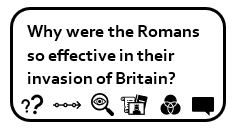 Why were the Romans
so effective in their
invasion of Britain?
??